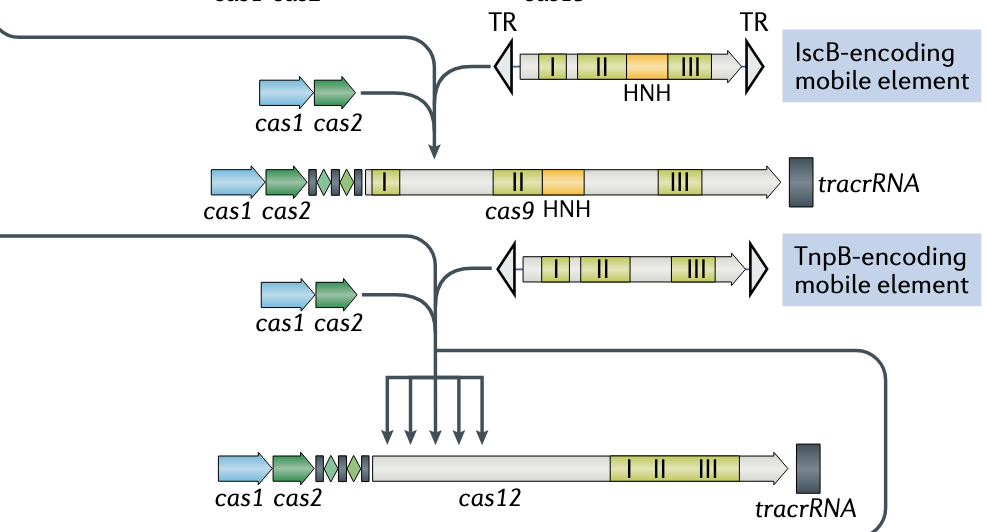 TR TR
I II III
HNH
IscB-encoding
mobile element
cas1 cas2
I II III
cas1 cas2 cas9 HNH
tracrRNA
I II III
TnpB-encoding
mobile element
cas1 cas2
I II III
cas1 cas2 cas12
tracrRNA